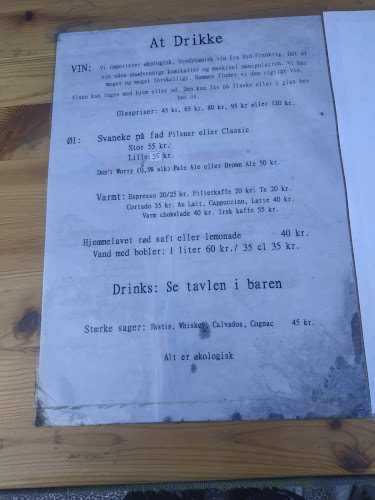 At Drikke
VIN: Vi importeret økologisk, biodynamisk vin fra Syd-Frankrig. Det er
vin uden unødvendige kemikalier og maskinel manipulation. Vi har
meget og meget forskelligt. Sammen finder vi den rigtige vin.
Vinen kan tages med hjem eller ud. Den kan fås på flaske eller i glas her
hos os.
Glaspriser: 45 kr, 65 kr, 80 kr, 95 kr eller 120 kr.
Øl: Svaneke på fad Pilsner eller Classic
Stor 55 kr.
Lille 35 kr.
Don't Worry (0,5% alk) Pale Ale eller Brown Ale 50 kr.
Varmt: Espresso 20/25 kr. Filterkaffe 20 kr. Te 20 kr.
Cortado 35 kr. Au Lait, Cappuccino, Latte 40 kr.
Varm chokolade 40 kr. Irsk kaffe 55 kr.
Hjemmelavet rød saft eller lemonade 40 kr.
Vand med bobler: 1 liter 60 kr./ 35 cl 35 kr.
Drinks: Se tavlen i baren
Stærke sager: Pastis, Whiskey, Calvados, Cognac 45 kr.
Alt er økologisk